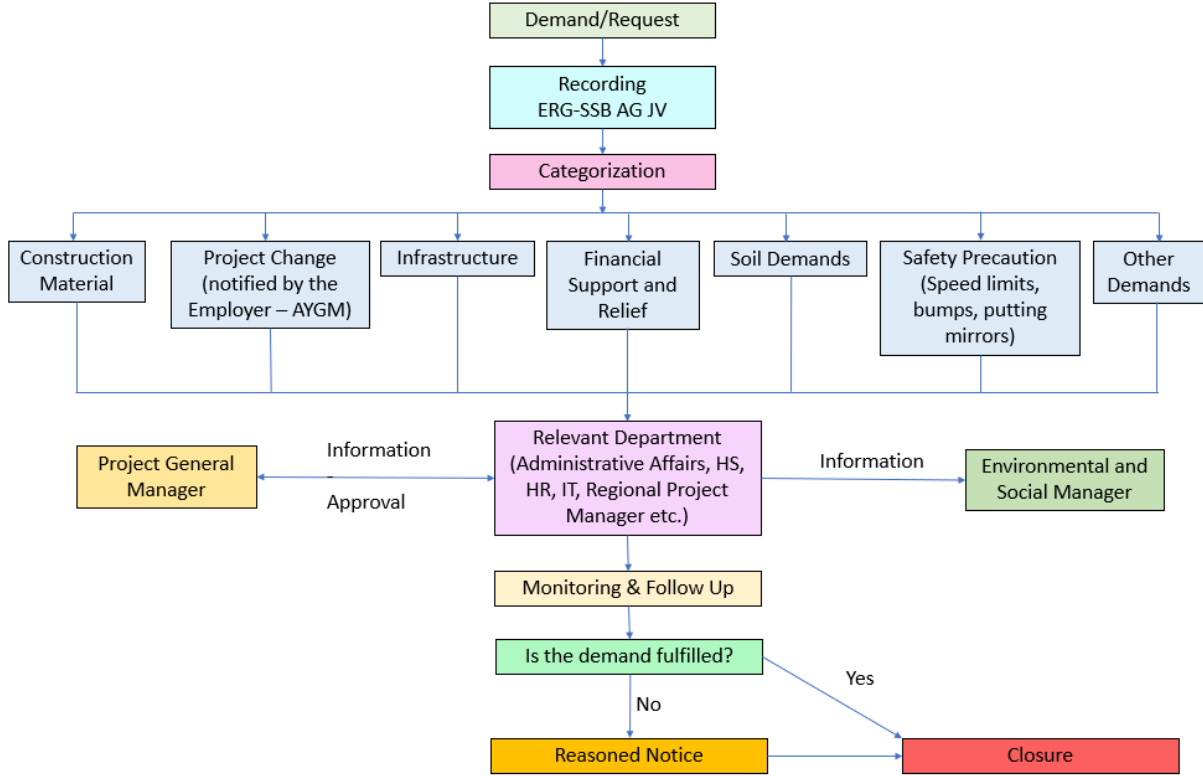 Demand/Request
Recording
ERG-SSB AG JV
Categorization
Construction
Material
Project Change
(notified by the
Employer – AYGM)
Infrastructure
Financial
Support and
Relief
Soil Demands
Safety Precaution
(Speed limits,
bumps, putting
mirrors)
Other
Demands
Project General
Manager
Information
-
Approval
Relevant Department
(Administrative Affairs, HS,
HR, IT, Regional Project
Manager etc.)
Information
Environmental and
Social Manager
Monitoring & Follow Up
Is the demand fulfilled?
Yes
No
Reasoned Notice
Closure